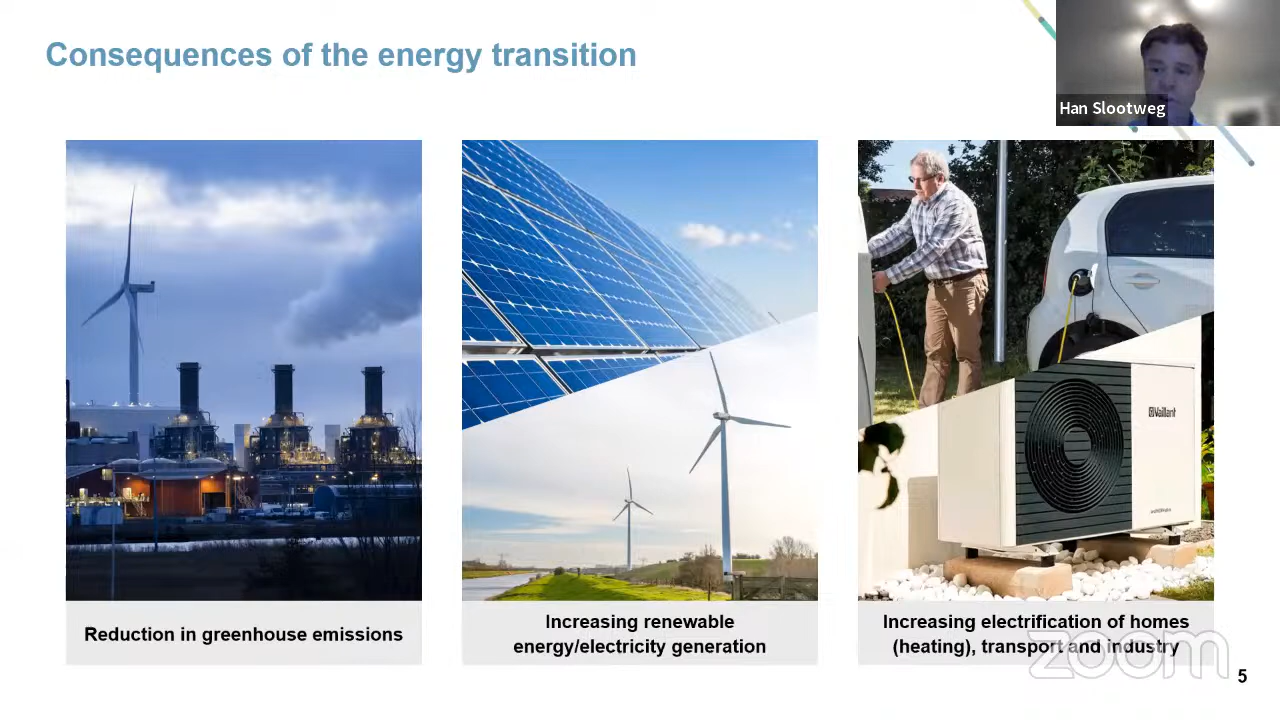 Consequences of the energy transition
Han Slootweg
Vaillant
Reduction in greenhouse emissions
Increasing renewable
energy/electricity generation
Increasing electrification of homes
(heating), transport and industry
zoom
5